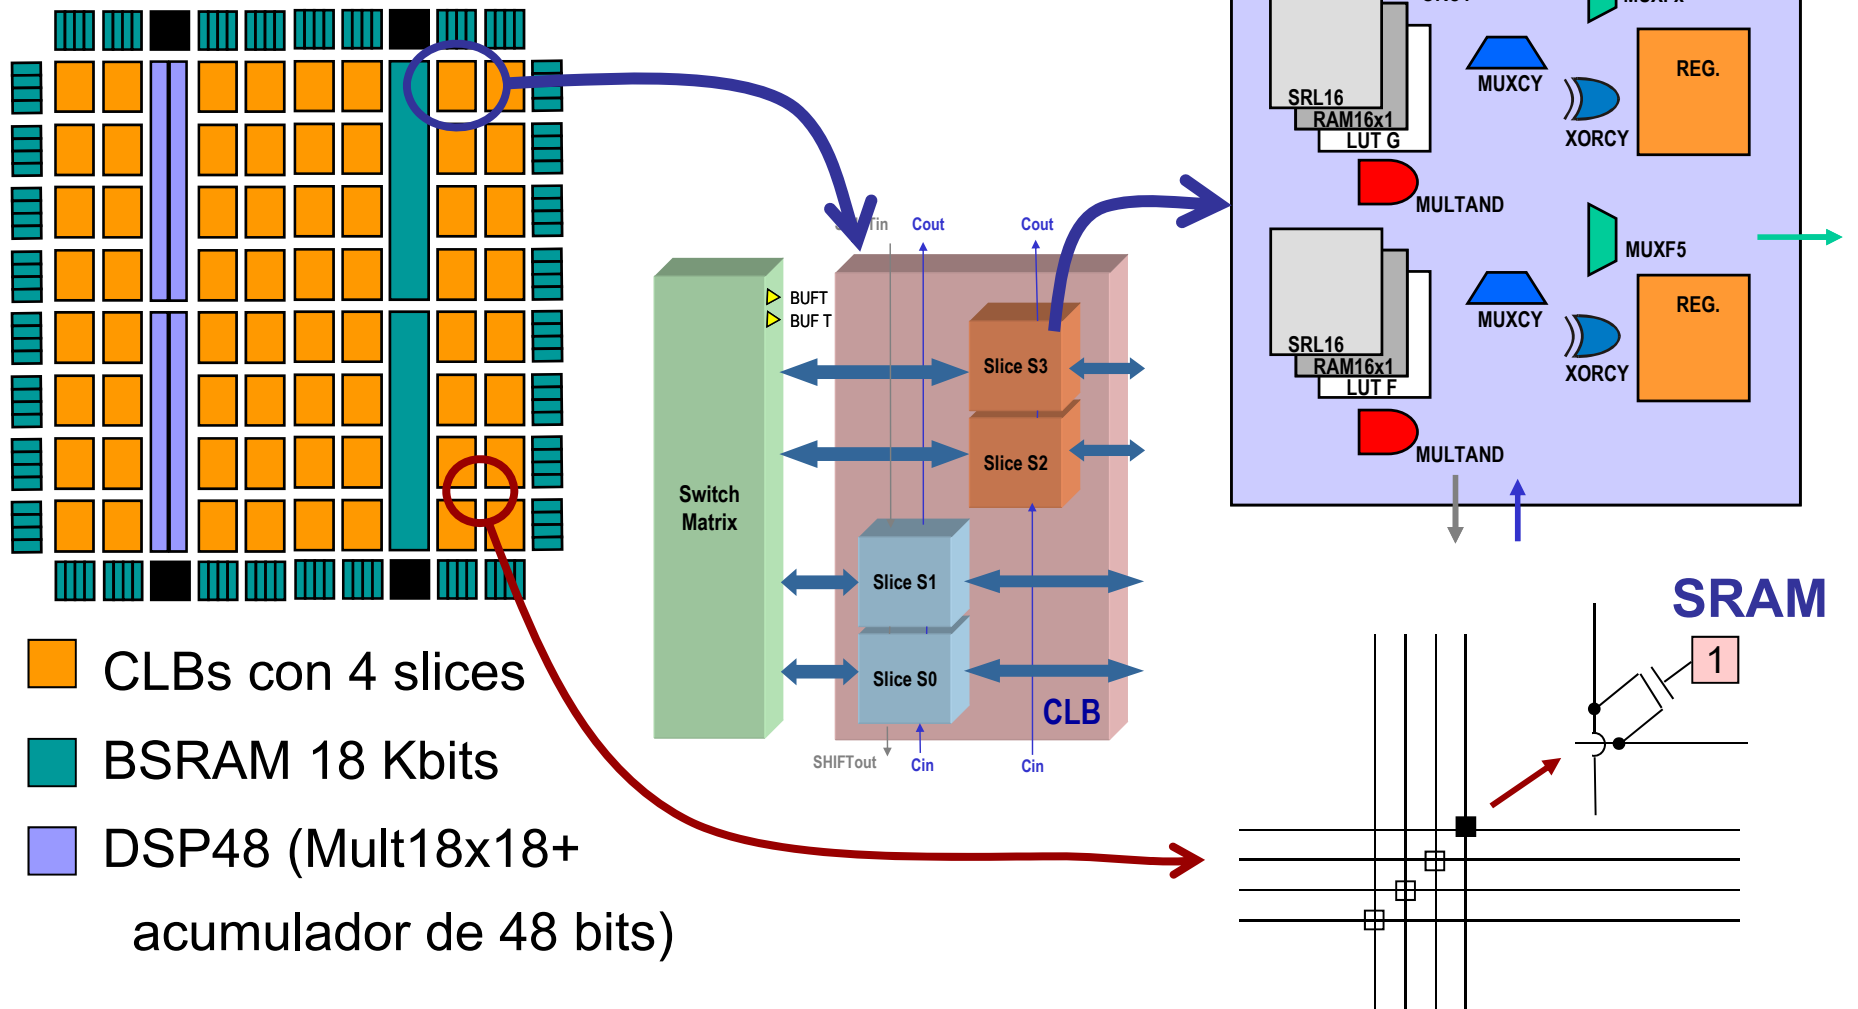 MUXFx
SRL16
RAM16x1
LUT G
MUXCY
XORCY
REG.
MULTAND
MUXF5
SRL16
RAM16x1
LUT F
MUXCY
XORCY
REG.
MULTAND
Cout
Cout
BUFT
BUF T
Switch
Matrix
Slice S3
Slice S2
Slice S1
Slice S0
CLB
SHIFTout
Cin
Cin
SRAM
1
CLBs con 4 slices
BSRAM 18 Kbits
DSP48 (Mult18x18+
acumulador de 48 bits)